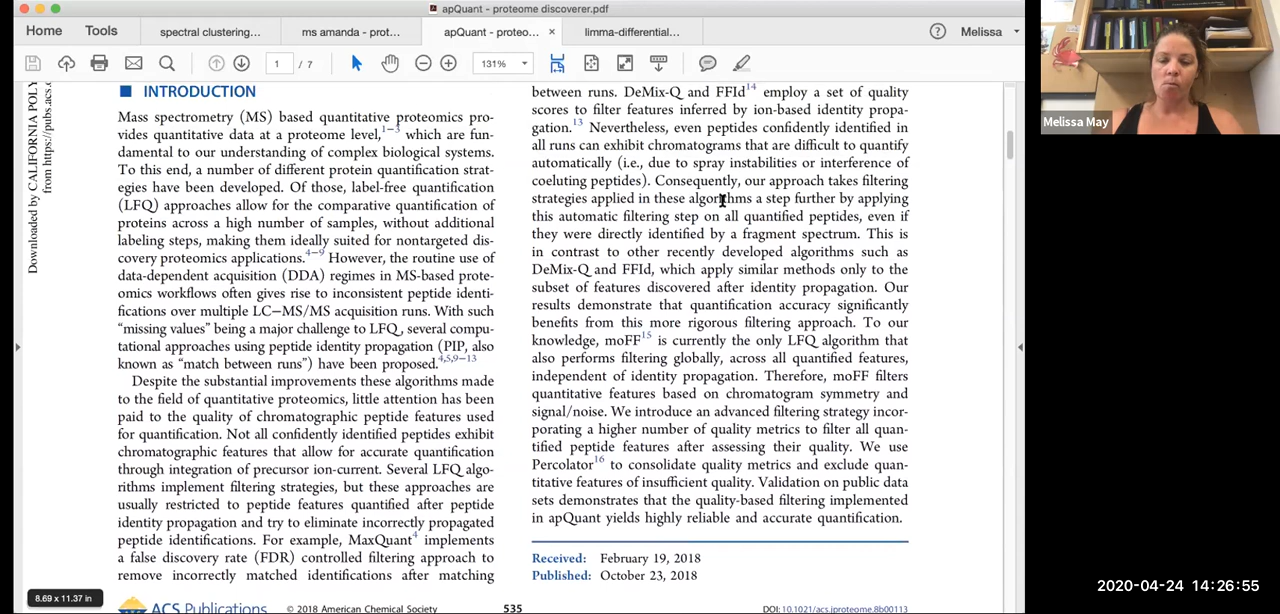 apQuant - proteome discoverer.pdf
Home
Tools
spectral clustering...
ms amanda - prot...
apQuant - proteo...
×
limma-differential...
?
Melissa
1 / 7
131%
Downloaded by CALIFORNIA POLY
from https://pubs.acs.o
INTRODUCTION
Mass spectrometry (MS) based quantitative proteomics pro-
vides quantitative data at a proteome level,1−3 which are fun-
damental to our understanding of complex biological systems.
To this end, a number of different protein quantification strat-
egies have been developed. Of those, label-free quantification
(LFQ) approaches allow for the comparative quantification of
proteins across a high number of samples, without additional
labeling steps, making them ideally suited for nontargeted dis-
covery proteomics applications.4−9 However, the routine use of
data-dependent acquisition (DDA) regimes in MS-based prote-
omics workflows often gives rise to inconsistent peptide identi-
fications over multiple LC−MS/MS acquisition runs. With such
“missing values” being a major challenge to LFQ, several compu-
tational approaches using peptide identity propagation (PIP, also
known as “match between runs”) have been proposed.4,5,9−13
Despite the substantial improvements these algorithms made
to the field of quantitative proteomics, little attention has been
paid to the quality of chromatographic peptide features used
for quantification. Not all confidently identified peptides exhibit
chromatographic features that allow for accurate quantification
through integration of precursor ion-current. Several LFQ algo-
rithms implement filtering strategies, but these approaches are
usually restricted to peptide features quantified after peptide
identity propagation and try to eliminate incorrectly propagated
peptide identifications. For example, MaxQuant4 implements
a false discovery rate (FDR) controlled filtering approach to
remove incorrectly matched identifications after matching
between runs. DeMix-Q and FFId14 employ a set of quality
scores to filter features inferred by ion-based identity propa-
gation.13 Nevertheless, even peptides confidently identified in
all runs can exhibit chromatograms that are difficult to quantify
automatically (i.e., due to spray instabilities or interference of
coeluting peptides). Consequently, our approach takes filtering
strategies applied in these algorithms a step further by applying
this automatic filtering step on all quantified peptides, even if
they were directly identified by a fragment spectrum. This is
in contrast to other recently developed algorithms such as
DeMix-Q and FFId, which apply similar methods only to the
subset of features discovered after identity propagation. Our
results demonstrate that quantification accuracy significantly
benefits from this more rigorous filtering approach. To our
knowledge, moFF15 is currently the only LFQ algorithm that
also performs filtering globally, across all quantified features,
independent of identity propagation. Therefore, moFF filters
quantitative features based on chromatogram symmetry and
signal/noise. We introduce an advanced filtering strategy incor-
porating a higher number of quality metrics to filter all quan-
tified peptide features after assessing their quality. We use
Percolator16 to consolidate quality metrics and exclude quan-
titative features of insufficient quality. Validation on public data
sets demonstrates that the quality-based filtering implemented
in apQuant yields highly reliable and accurate quantification.
Received: February 19, 2018
Published: October 23, 2018
8.69 x 11.37 in
ACS Publications
© 2018 American Chemical Society
535
DOI: 10.1021/acs.jproteome.8b00113
Melissa May
2020-04-24 14:26:55